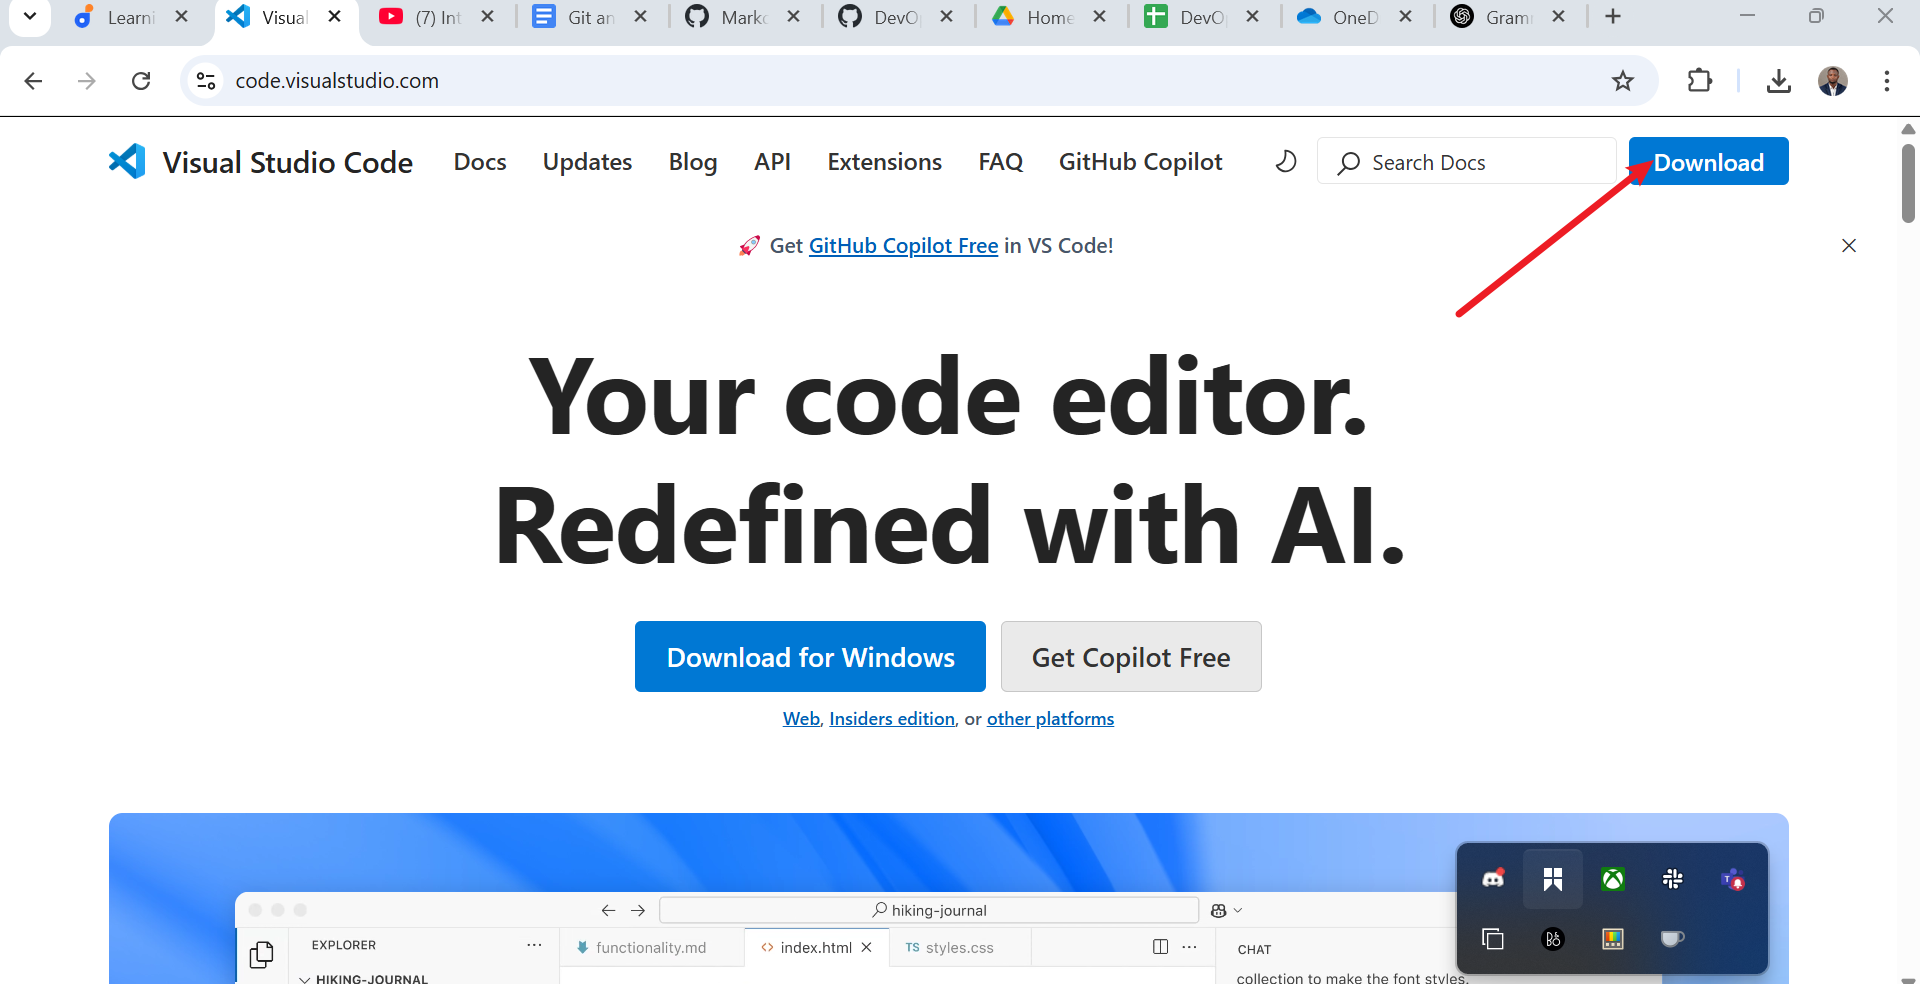 Learni
Visual
(7) Int
Git an
Marko
DevO
Home
DevOp
OneD
Gram
code.visualstudio.com
Visual Studio Code
Docs
Updates
Blog
API
Extensions
FAQ
GitHub Copilot
Search Docs
Download
🚀 Get GitHub Copilot Free in VS Code!
Your code editor.
Redefined with AI.
Download for Windows
Get Copilot Free
Web, Insiders edition, or other platforms
hiking-journal
EXPLORER
functionality.md
index.html
TS styles.css
CHAT
HIKING-JOURNAL
collection to make the font styles.